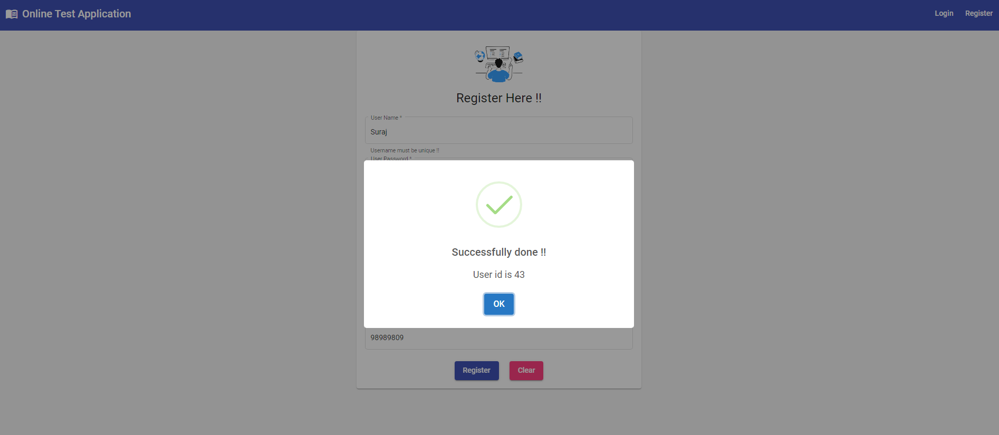 Online Test Application
Login Register
Register Here !!
User Name *
Suraj
Username must be unique !!
User Password *
Successfully done !!
User id is 43
OK
98989809
Register Clear